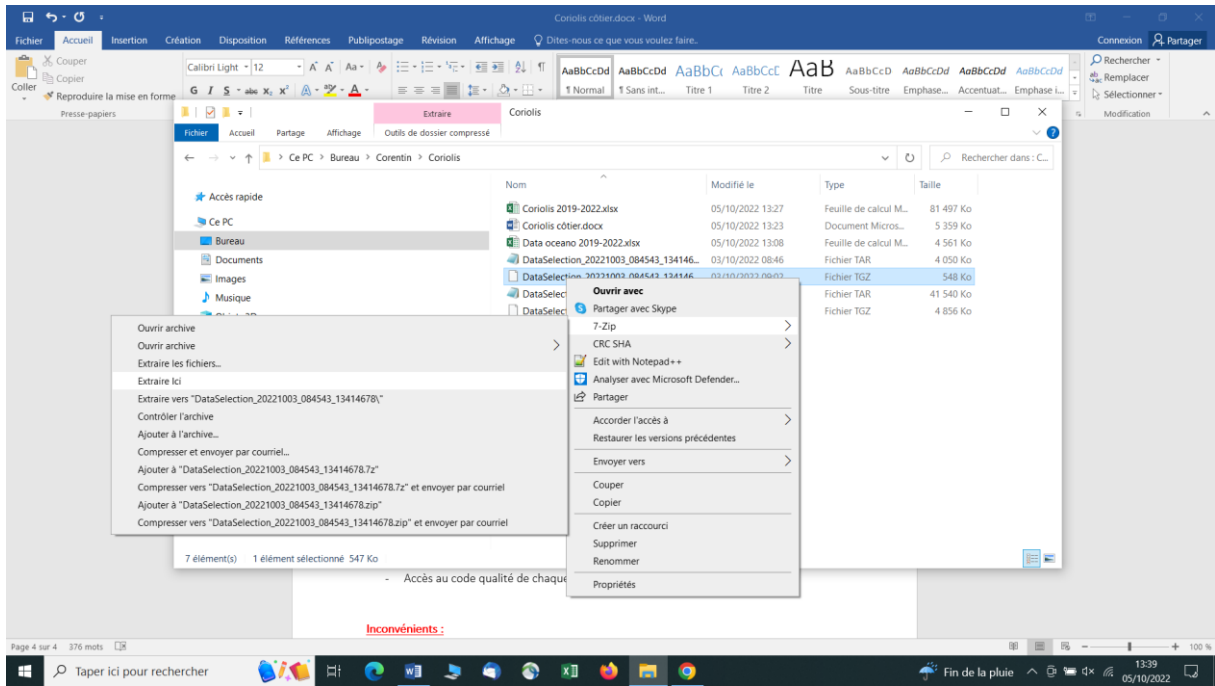 Coriolis côtier.docx - Word
Fichier Accueil Insertion Création Disposition Références Publipostage Révision Affichage Dites-nous ce que vous voulez faire.. Connexion Partager
Coller
Couper
Copier
Reproduire la mise en forme
Presse-papiers
Calibri Light 12
G I S abc X₂ X²
AaBbCcDd AaBbCcDd AaBbC( AaBbCcE AaB AaBbCcD AaBbCcDd AaBbCcDd AaBbCcDd
¶ Normal ¶ Sans int... Titre 1 Titre 2 Titre Sous-titre Emphase... Accentuat... Emphase i...
Rechercher
Remplacer
Sélectionner
Modification
Extraire Coriolis
Fichier Accueil Partage Affichage Outils de dossier compressé
> Ce PC > Bureau > Corentin > Coriolis
Rechercher dans : C...
Accès rapide
Ce PC
Bureau
Documents
Images
Musique
Nom Modifié le Type Taille
Coriolis 2019-2022.xlsx 05/10/2022 13:27 Feuille de calcul M... 81 497 Ko
Coriolis côtier.docx 05/10/2022 13:23 Document Micros... 5 359 Ko
Data oceano 2019-2022.xlsx 05/10/2022 13:08 Feuille de calcul M... 4 561 Ko
DataSelection_20221003_084543_134146... 03/10/2022 08:46 Fichier TAR 4 050 Ko
DataSelection_20221003_084543_134146... 03/10/2022 09:02 Fichier TGZ 548 Ko
DataSelec Fichier TAR 41 540 Ko
DataSelec Fichier TGZ 4 856 Ko
Ouvrir avec
Partager avec Skype
7-Zip
CRC SHA
Edit with Notepad++
Analyser avec Microsoft Defender...
Partager
Accorder l'accès à
Restaurer les versions précédentes
Envoyer vers
Couper
Copier
Créer un raccourci
Supprimer
Renommer
Propriétés
Ouvrir archive
Ouvrir archive
Extraire les fichiers...
Extraire Ici
Extraire vers "DataSelection_20221003_084543_13414678\"
Contrôler l'archive
Ajouter à l'archive...
Compresser et envoyer par courriel...
Ajouter à "DataSelection_20221003_084543_13414678.7z"
Compresser vers "DataSelection_20221003_084543_13414678.7z" et envoyer par courriel
Ajouter à "DataSelection_20221003_084543_13414678.zip"
Compresser vers "DataSelection_20221003_084543_13414678.zip" et envoyer par courriel
7 élément(s) 1 élément sélectionné 547 Ko
- Accès au code qualité de chaque
Inconvénients :
Page 4 sur 4 376 mots 100 %
Taper ici pour rechercher
Fin de la pluie
13:39
05/10/2022